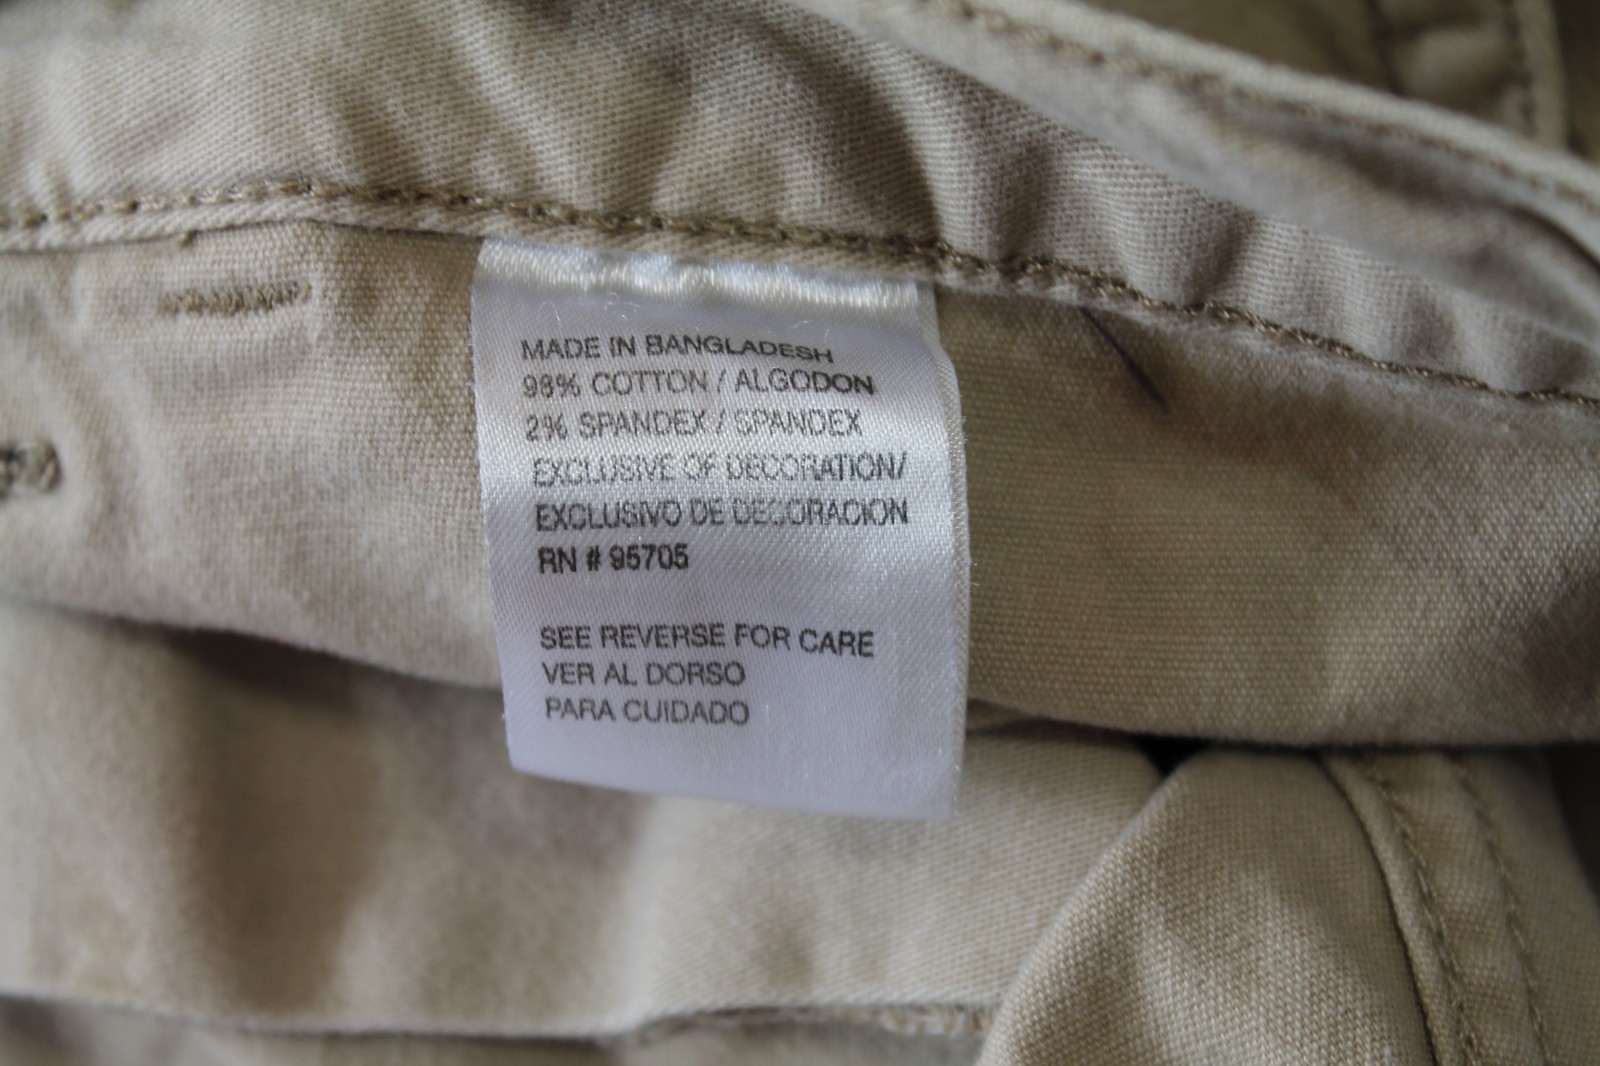 MADE IN BANGLADESH
98% COTTON / ALGODON
2% SPANDEX / SPANDEX
EXCLUSIVE OF DECORATION/
EXCLUSIVO DE DECORACION
RN # 95705
SEE REVERSE FOR CARE
VER AL DORSO
PARA CUIDADO